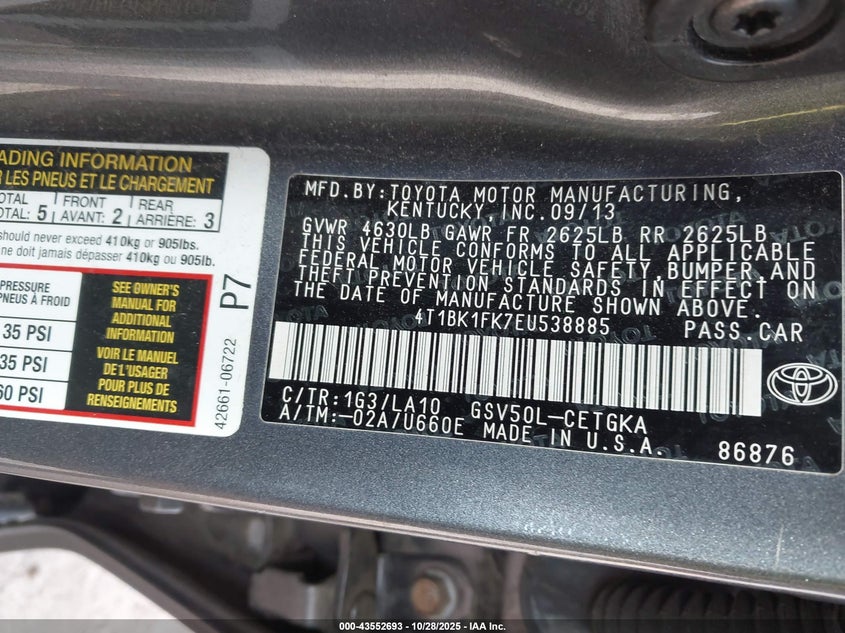 ADING INFORMATION
R LES PNEUS ET LE CHARGEMENT
TOTAL
TOTAL: 5
FRONT
AVANT: 2
REAR
ARRIÈRE: 3
should never exceed 410kg or 905lbs.
ne doit jamais dépasser 410kg ou 905lb.
PRESSURE
PNEUS À FROID
35 PSI
35 PSI
60 PSI
SEE OWNER'S
MANUAL FOR
ADDITIONAL
INFORMATION
VOIR LE MANUEL
DE L'USAGER
POUR PLUS DE
RENSEIGNEMENTS
P7
42661-06722
MFD.BY:TOYOTA MOTOR MANUFACTURING,
KENTUCKY,INC.09/13
GVWR 4630LB GAWR FR 2625LB RR 2625LB
THIS VEHICLE CONFORMS TO ALL APPLICABLE
FEDERAL MOTOR VEHICLE SAFETY,BUMPER,AND
THEFT PREVENTION STANDARDS IN EFFECT ON
THE DATE OF MANUFACTURE SHOWN ABOVE.
4T1BK1FK7EU538885 PASS.CAR
C/TR:1G3/LA10 GSV50L-CETGKA
A/TM:-02A/U660E MADE IN U.S.A.
86876
000-43552693 - 10/28/2025 - IAA Inc.